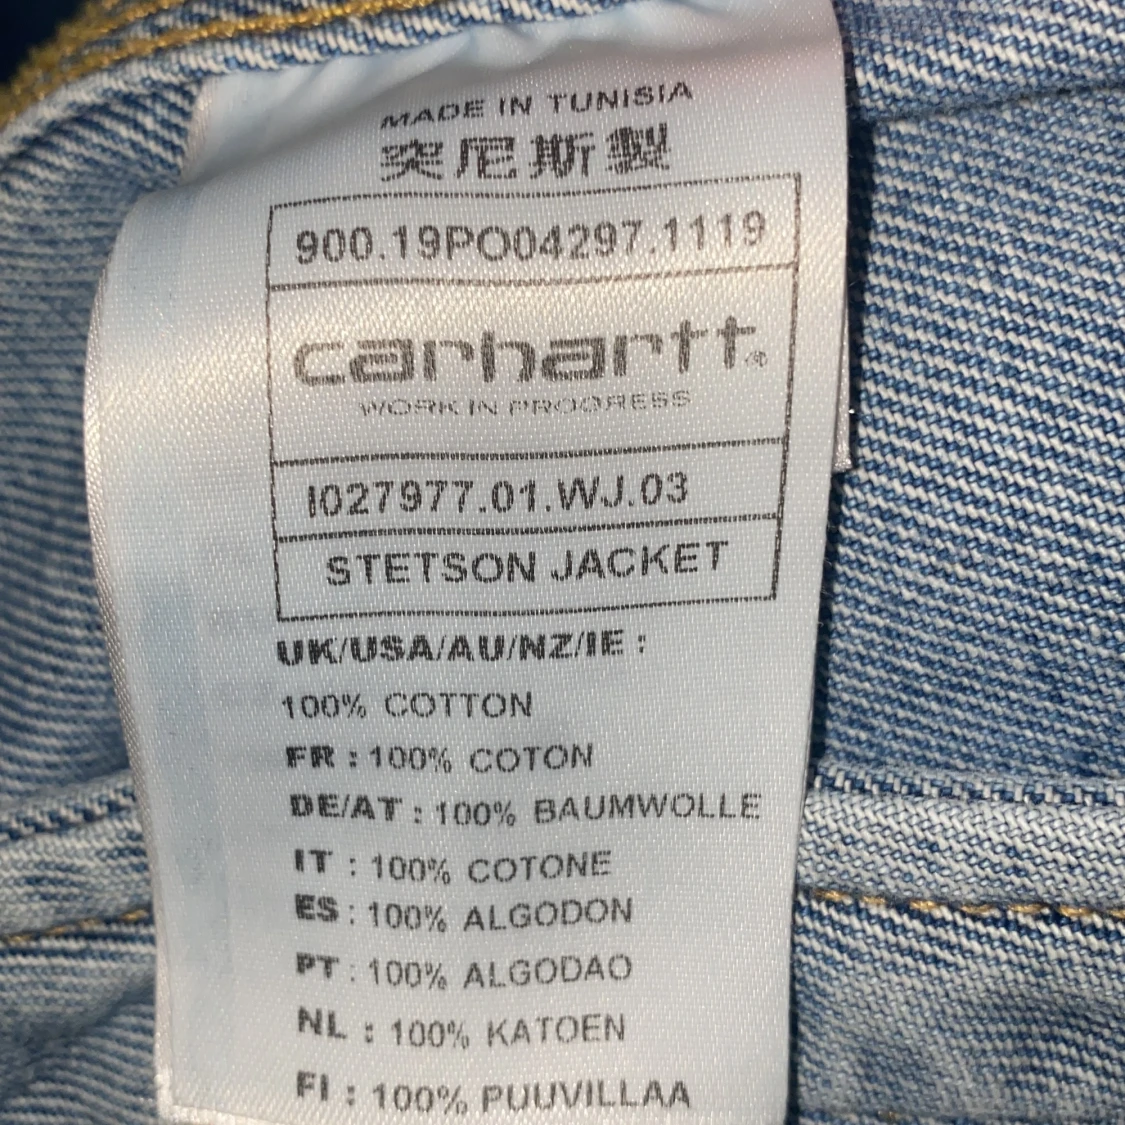 MADE IN TUNISIA
突尼斯製
900.19PO04297.1119
carhartt®
WORK IN PROGRESS
I027977.01.WJ.03
STETSON JACKET
UK/USA/AU/NZ/IE :
100% COTTON
FR : 100% COTON
DE/AT : 100% BAUMWOLLE
IT : 100% COTONE
ES : 100% ALGODON
PT : 100% ALGODAO
NL : 100% KATOEN
FI : 100% PUUVILLAA